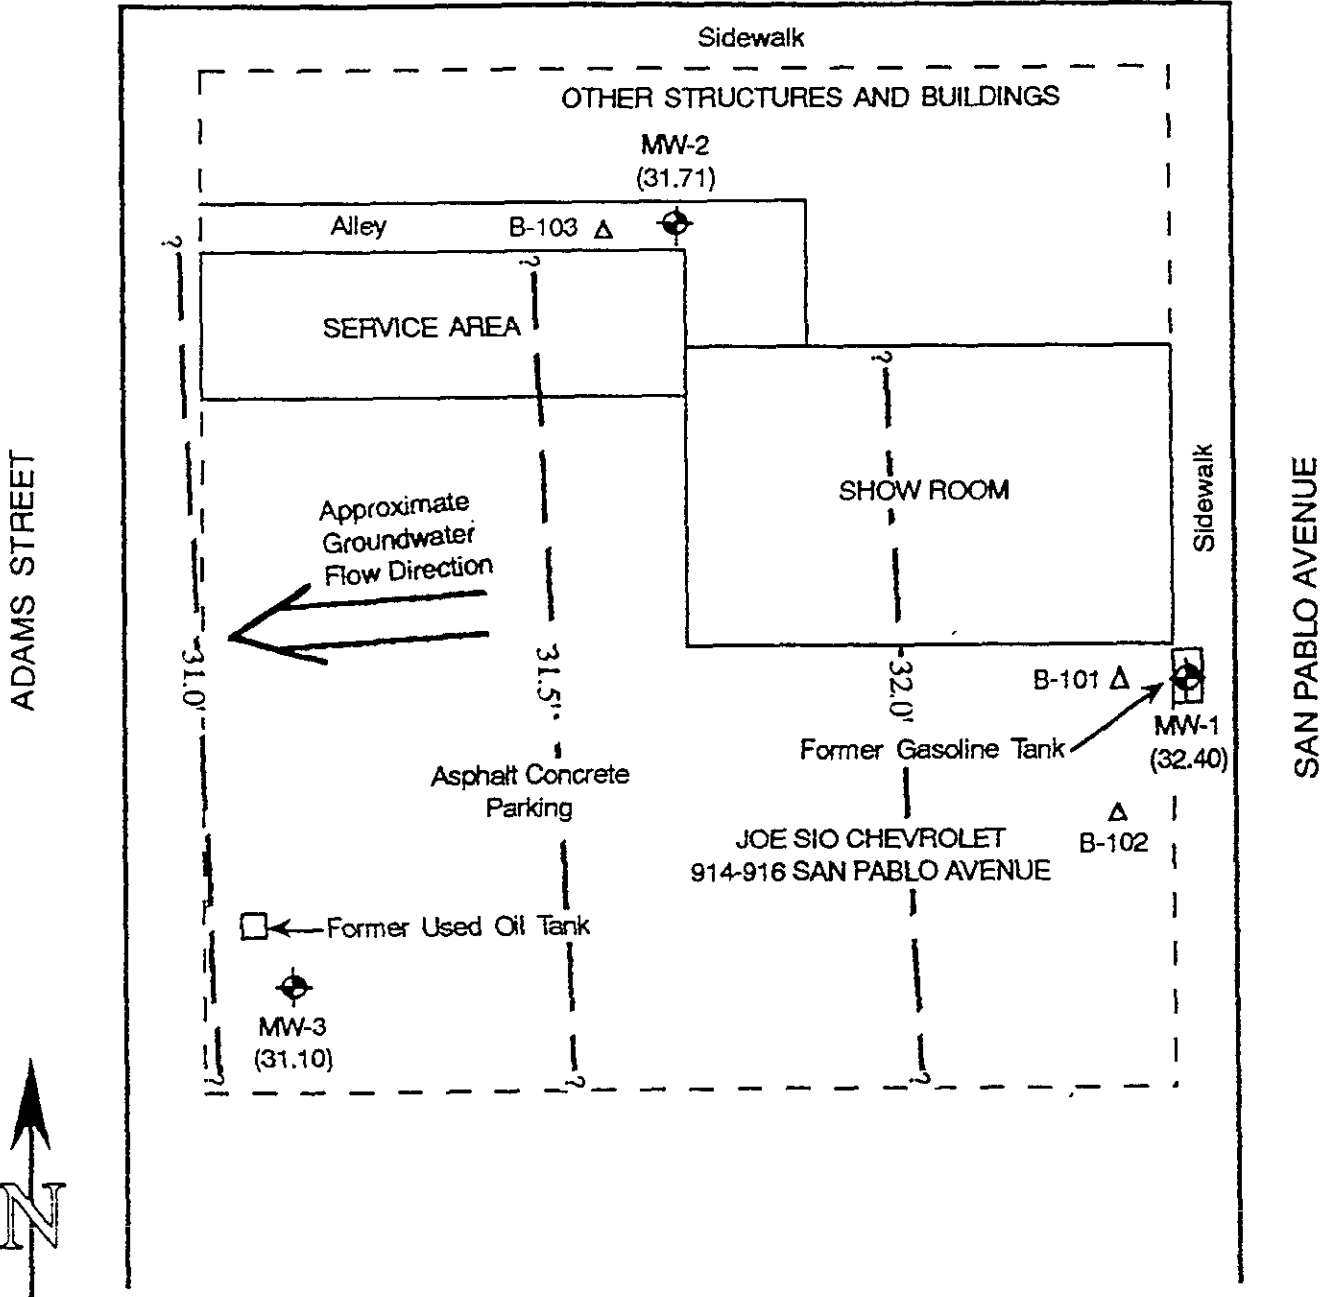 Sidewalk
OTHER STRUCTURES AND BUILDINGS
MW-2
(31.71)
Alley
B-103
?
?
SERVICE AREA
?
SHOW ROOM
Sidewalk
ADAMS STREET
SAN PABLO AVENUE
Approximate
Groundwater
Flow Direction
31.0'
31.5'
32.0'
B-101
MW-1
(32.40)
Former Gasoline Tank
Asphalt Concrete
Parking
B-102
JOE SIO CHEVROLET
914-916 SAN PABLO AVENUE
Former Used Oil Tank
MW-3
(31.10)
?
?
?
N